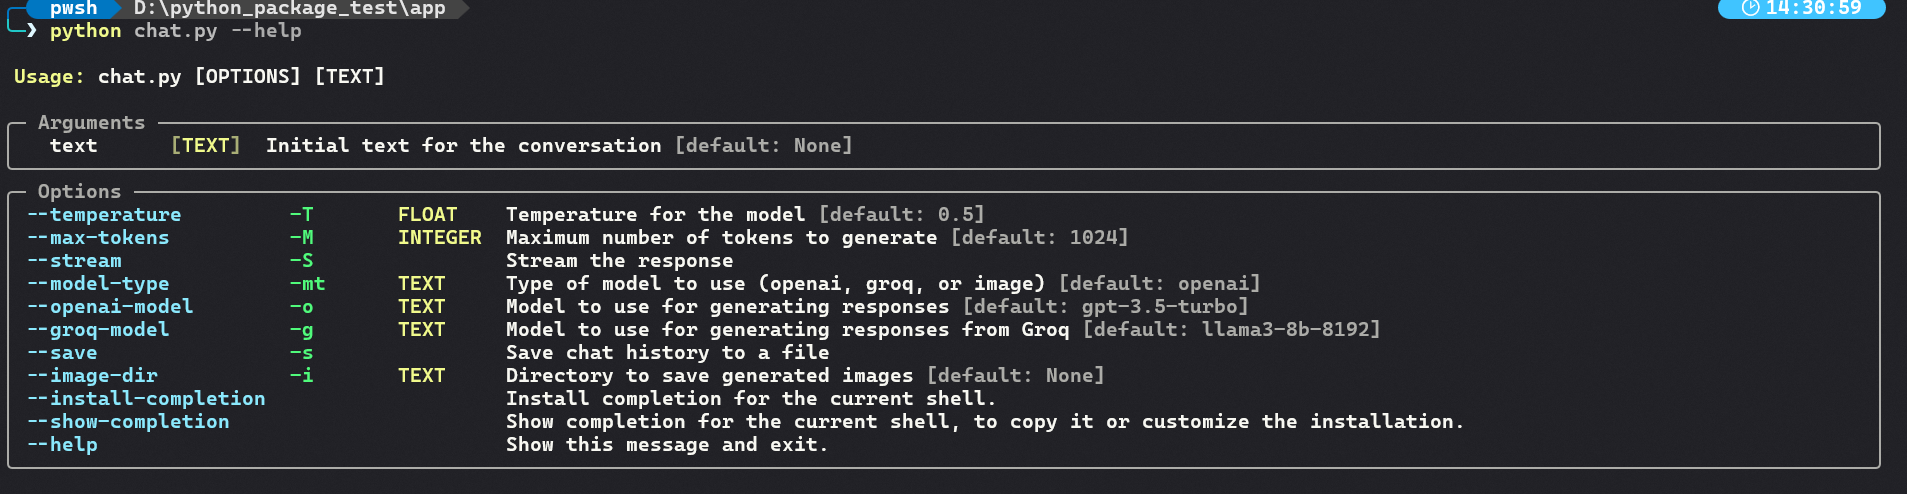 pwsh D:\python_package_test\app 14:30:59
❯ python chat.py --help
Usage: chat.py [OPTIONS] [TEXT]
Arguments
text [TEXT] Initial text for the conversation [default: None]
Options
--temperature -T FLOAT Temperature for the model [default: 0.5]
--max-tokens -M INTEGER Maximum number of tokens to generate [default: 1024]
--stream -S Stream the response
--model-type -mt TEXT Type of model to use (openai, groq, or image) [default: openai]
--openai-model -o TEXT Model to use for generating responses [default: gpt-3.5-turbo]
--groq-model -g TEXT Model to use for generating responses from Groq [default: llama3-8b-8192]
--save -s Save chat history to a file
--image-dir -i TEXT Directory to save generated images [default: None]
--install-completion Install completion for the current shell.
--show-completion Show completion for the current shell, to copy it or customize the installation.
--help Show this message and exit.